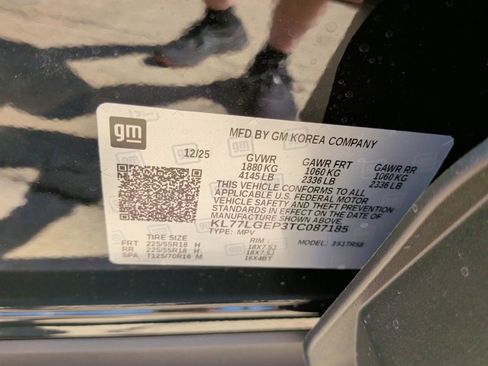 gm
MFD BY GM KOREA COMPANY
12/25 GVWR GAWR FRT GAWR RR
1880 KG 1060 KG 1060 KG
4145 LB 2336 LB 2336 LB
THIS VEHICLE CONFORMS TO ALL
APPLICABLE U.S. FEDERAL MOTOR
VEHICLE SAFETY AND THEFT
PREVENTION STANDARDS IN
EFFECT ON THE DATE OF
MANUFACTURE SHOWN ABOVE.
KL77LGEP3TC087185
TYPE: MPV
TIRE SIZE RIM MODEL:
FRT 225/55R18 H 18X7.5J
RR 225/55R18 H 18X7.5J
SPA T125/70R16 M 16X4BT